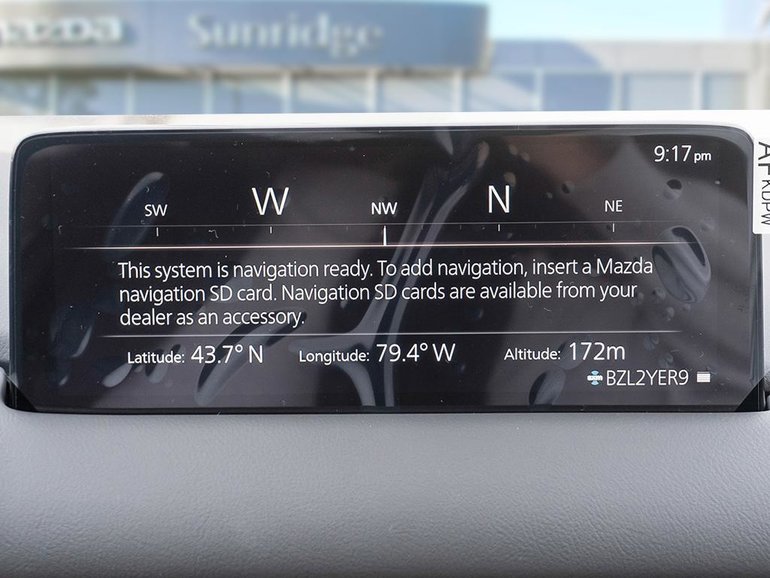 mazda Sunridge
9:17 pm
SW W NW N NE
This system is navigation ready. To add navigation, insert a Mazda
navigation SD card. Navigation SD cards are available from your
dealer as an accessory.
Latitude: 43.7° N Longitude: 79.4° W Altitude: 172m
BZL2YER9